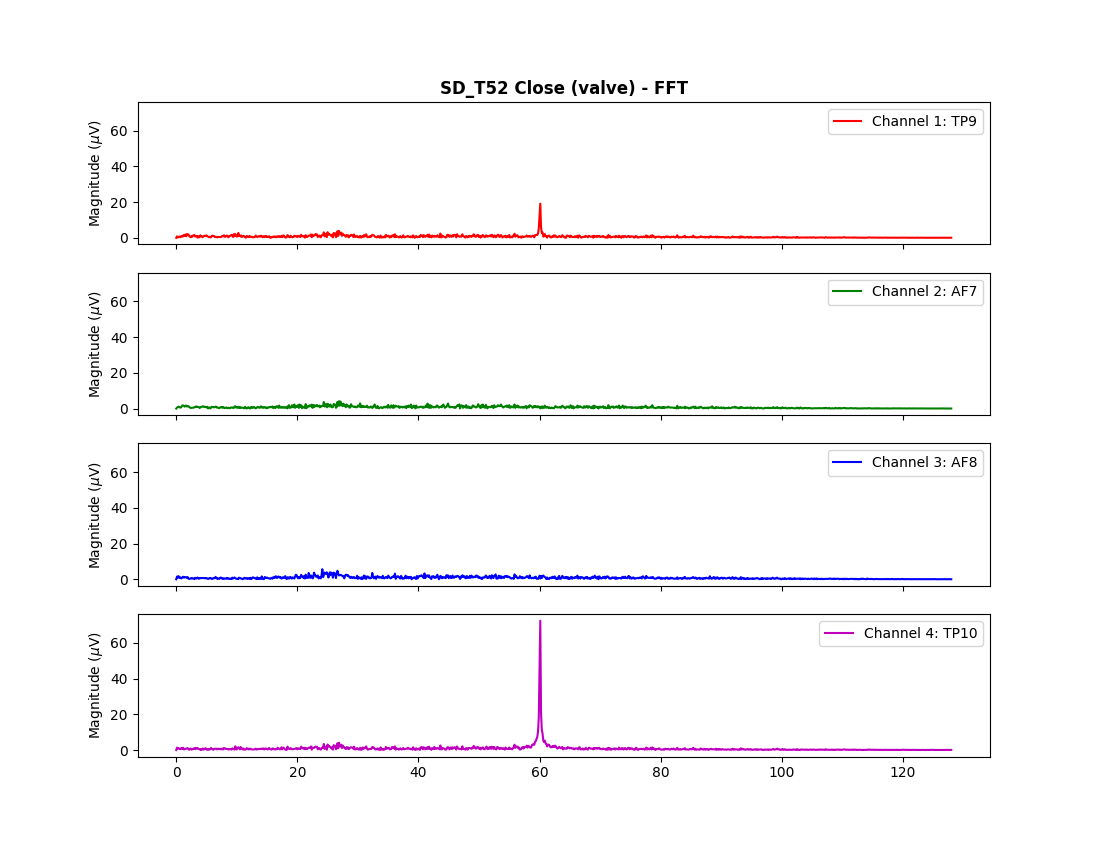 SD_T52 Close (valve) - FFT
Magnitude (μV)
60
40
20
0
Channel 1: TP9
Magnitude (μV)
60
40
20
0
Channel 2: AF7
Magnitude (μV)
60
40
20
0
Channel 3: AF8
Magnitude (μV)
60
40
20
0
Channel 4: TP10
0 20 40 60 80 100 120